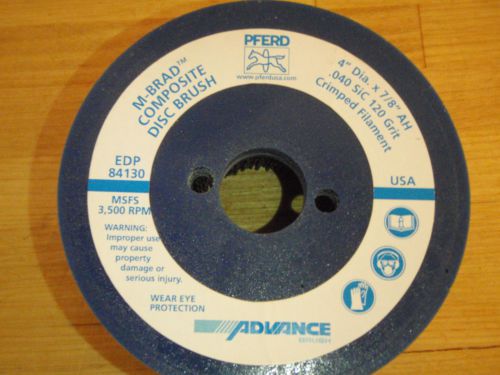 PFERD
www.pferdusa.com
M-BRAD™
COMPOSITE
DISC BRUSH
4" Dia. x 7/8" AH
.040 SiC 120 Grit
Crimped Filament
EDP
84130
USA
MSFS
3,500 RPM
WARNING:
Improper use
may cause
property
damage or
serious injury.
WEAR EYE
PROTECTION
ADVANCE
BRUSH